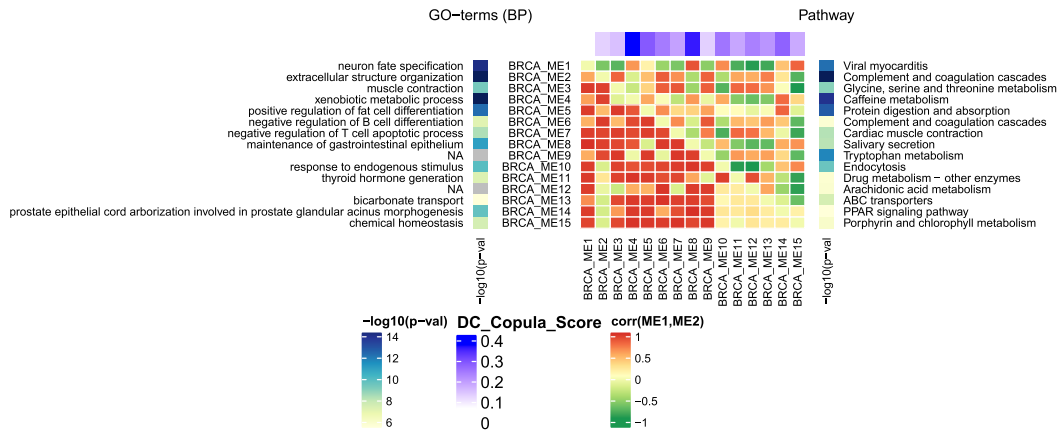 GO−terms (BP) Pathway
neuron fate specification BRCA_ME1 Viral myocarditis
extracellular structure organization BRCA_ME2 Complement and coagulation cascades
muscle contraction BRCA_ME3 Glycine, serine and threonine metabolism
xenobiotic metabolic process BRCA_ME4 Caffeine metabolism
positive regulation of fat cell differentiation BRCA_ME5 Protein digestion and absorption
negative regulation of B cell differentiation BRCA_ME6 Complement and coagulation cascades
negative regulation of T cell apoptotic process BRCA_ME7 Cardiac muscle contraction
maintenance of gastrointestinal epithelium BRCA_ME8 Salivary secretion
NA BRCA_ME9 Tryptophan metabolism
response to endogenous stimulus BRCA_ME10 Endocytosis
thyroid hormone generation BRCA_ME11 Drug metabolism − other enzymes
NA BRCA_ME12 Arachidonic acid metabolism
bicarbonate transport BRCA_ME13 ABC transporters
prostate epithelial cord arborization involved in prostate glandular acinus morphogenesis BRCA_ME14 PPAR signaling pathway
chemical homeostasis BRCA_ME15 Porphyrin and chlorophyll metabolism
−log10(p−val
BRCA_ME1
BRCA_ME2
BRCA_ME3
BRCA_ME4
BRCA_ME5
BRCA_ME6
BRCA_ME7
BRCA_ME8
BRCA_ME9
BRCA_ME10
BRCA_ME11
BRCA_ME12
BRCA_ME13
BRCA_ME14
BRCA_ME15
−log10(p−val
−log10(p−val)
14
12
10
8
6
DC_Copula_Score
0.4
0.3
0.2
0.1
0
corr(ME1,ME2)
1
0.5
0
−0.5
−1